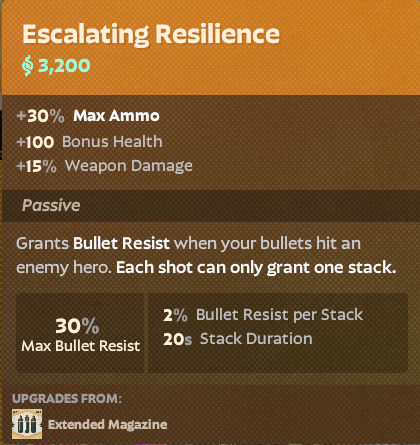 Escalating Resilience
3,200
+30% Max Ammo
+100 Bonus Health
+15% Weapon Damage
Passive
Grants Bullet Resist when your bullets hit an
enemy hero. Each shot can only grant one stack.
30%
Max Bullet Resist
2% Bullet Resist per Stack
20s Stack Duration
UPGRADES FROM:
Extended Magazine